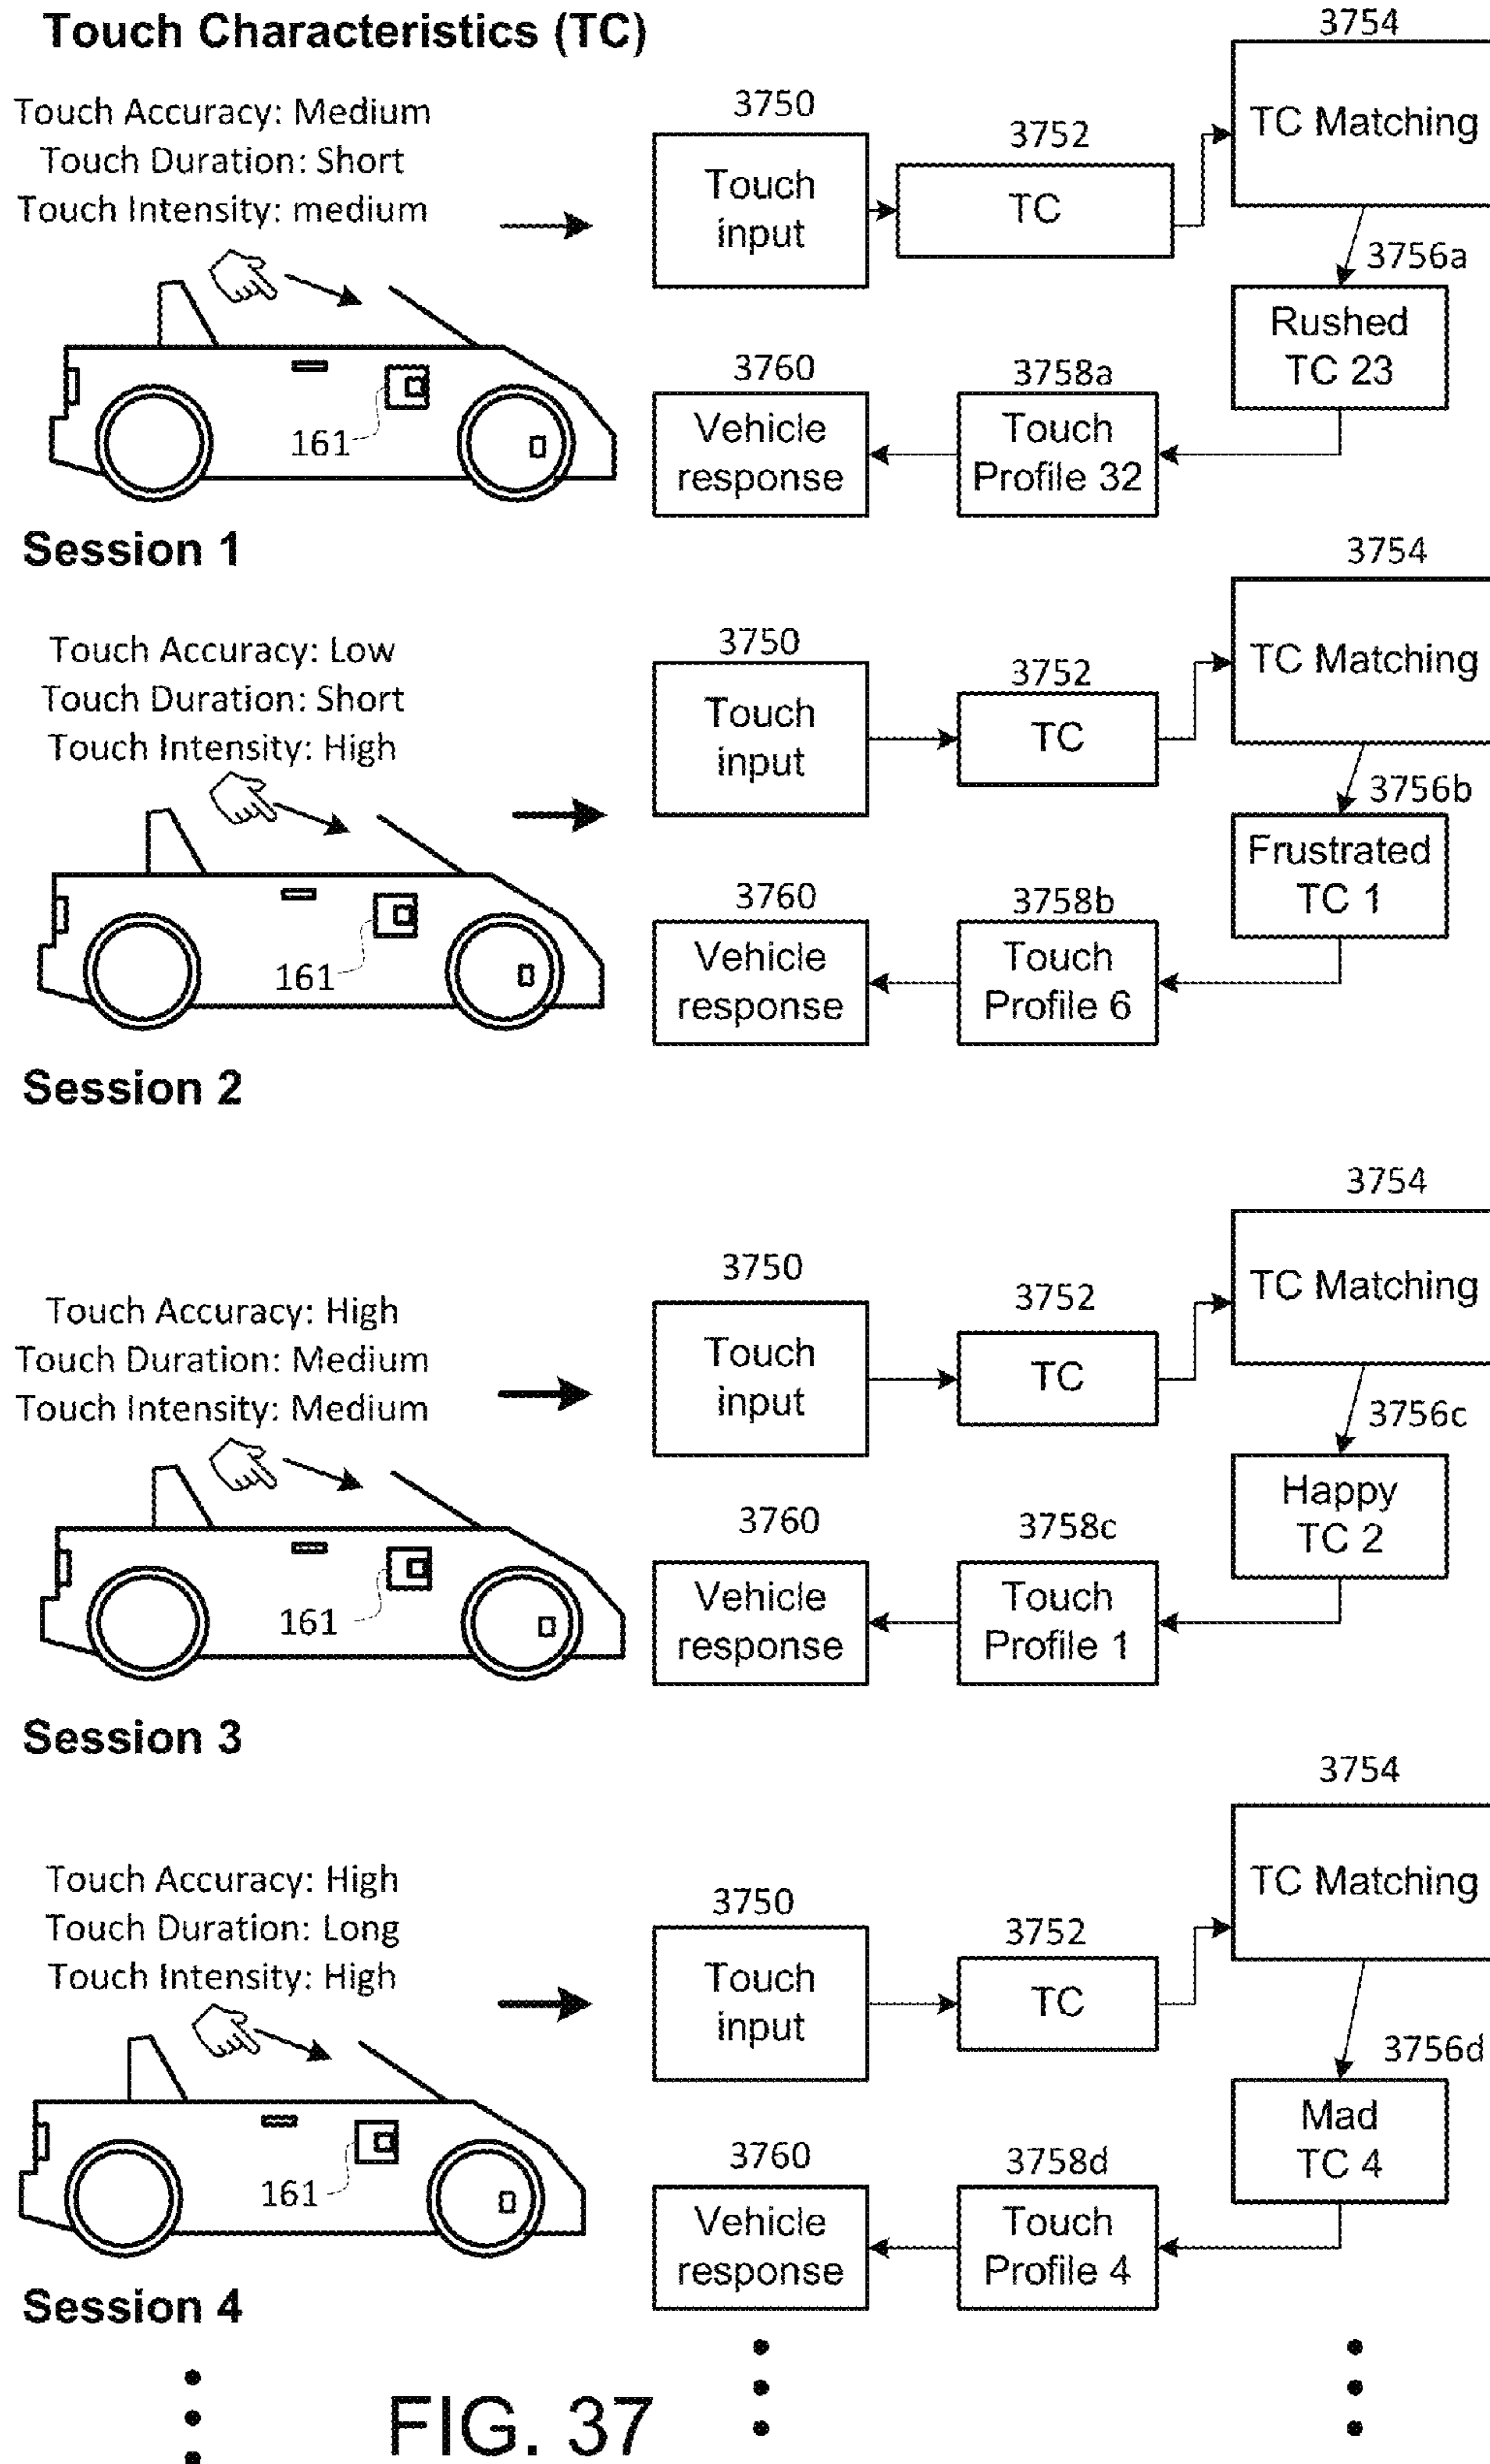 Touch Characteristics (TC)
Touch Accuracy: Medium
Touch Duration: Short
Touch Intensity: medium
3750
Touch
input
3752
TC
3754
TC Matching
3756a
Rushed
TC 23
3758a
Touch
Profile 32
3760
Vehicle
response
161
Session 1
Touch Accuracy: Low
Touch Duration: Short
Touch Intensity: High
3750
Touch
input
3752
TC
3754
TC Matching
3756b
Frustrated
TC 1
3758b
Touch
Profile 6
3760
Vehicle
response
161
Session 2
Touch Accuracy: High
Touch Duration: Medium
Touch Intensity: Medium
3750
Touch
input
3752
TC
3754
TC Matching
3756c
Happy
TC 2
3758c
Touch
Profile 1
3760
Vehicle
response
161
Session 3
Touch Accuracy: High
Touch Duration: Long
Touch Intensity: High
3750
Touch
input
3752
TC
3754
TC Matching
3756d
Mad
TC 4
3758d
Touch
Profile 4
3760
Vehicle
response
161
Session 4
FIG. 37